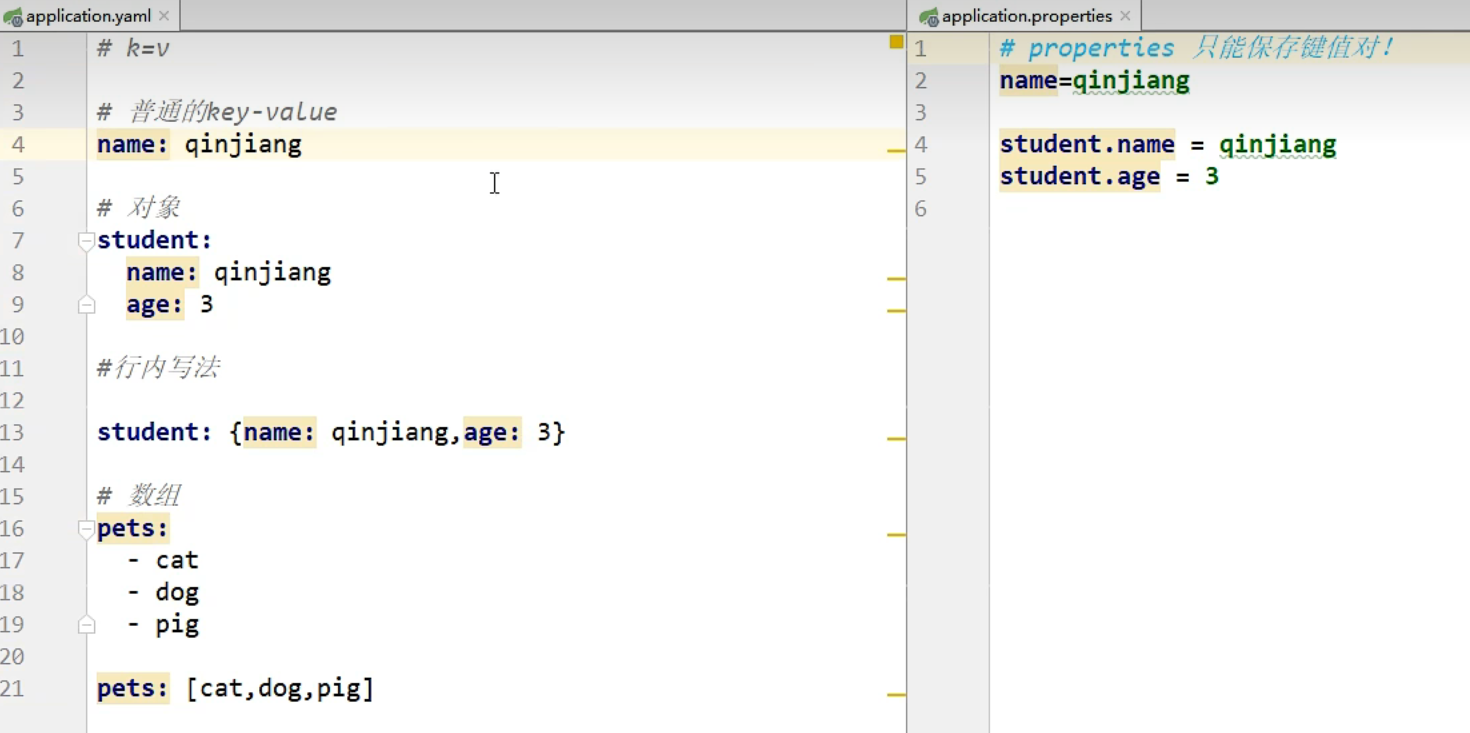 application.yaml
1 # k=v
2
3 # 普通的key-value
4 name: qinjiang
5
6 # 对象
7 student:
8   name: qinjiang
9   age: 3
10
11 #行内写法
12
13 student: {name: qinjiang,age: 3}
14
15 # 数组
16 pets:
17   - cat
18   - dog
19   - pig
20
21 pets: [cat,dog,pig]
application.properties
1 # properties 只能保存键值对!
2 name=qinjiang
3
4 student.name = qinjiang
5 student.age = 3
6